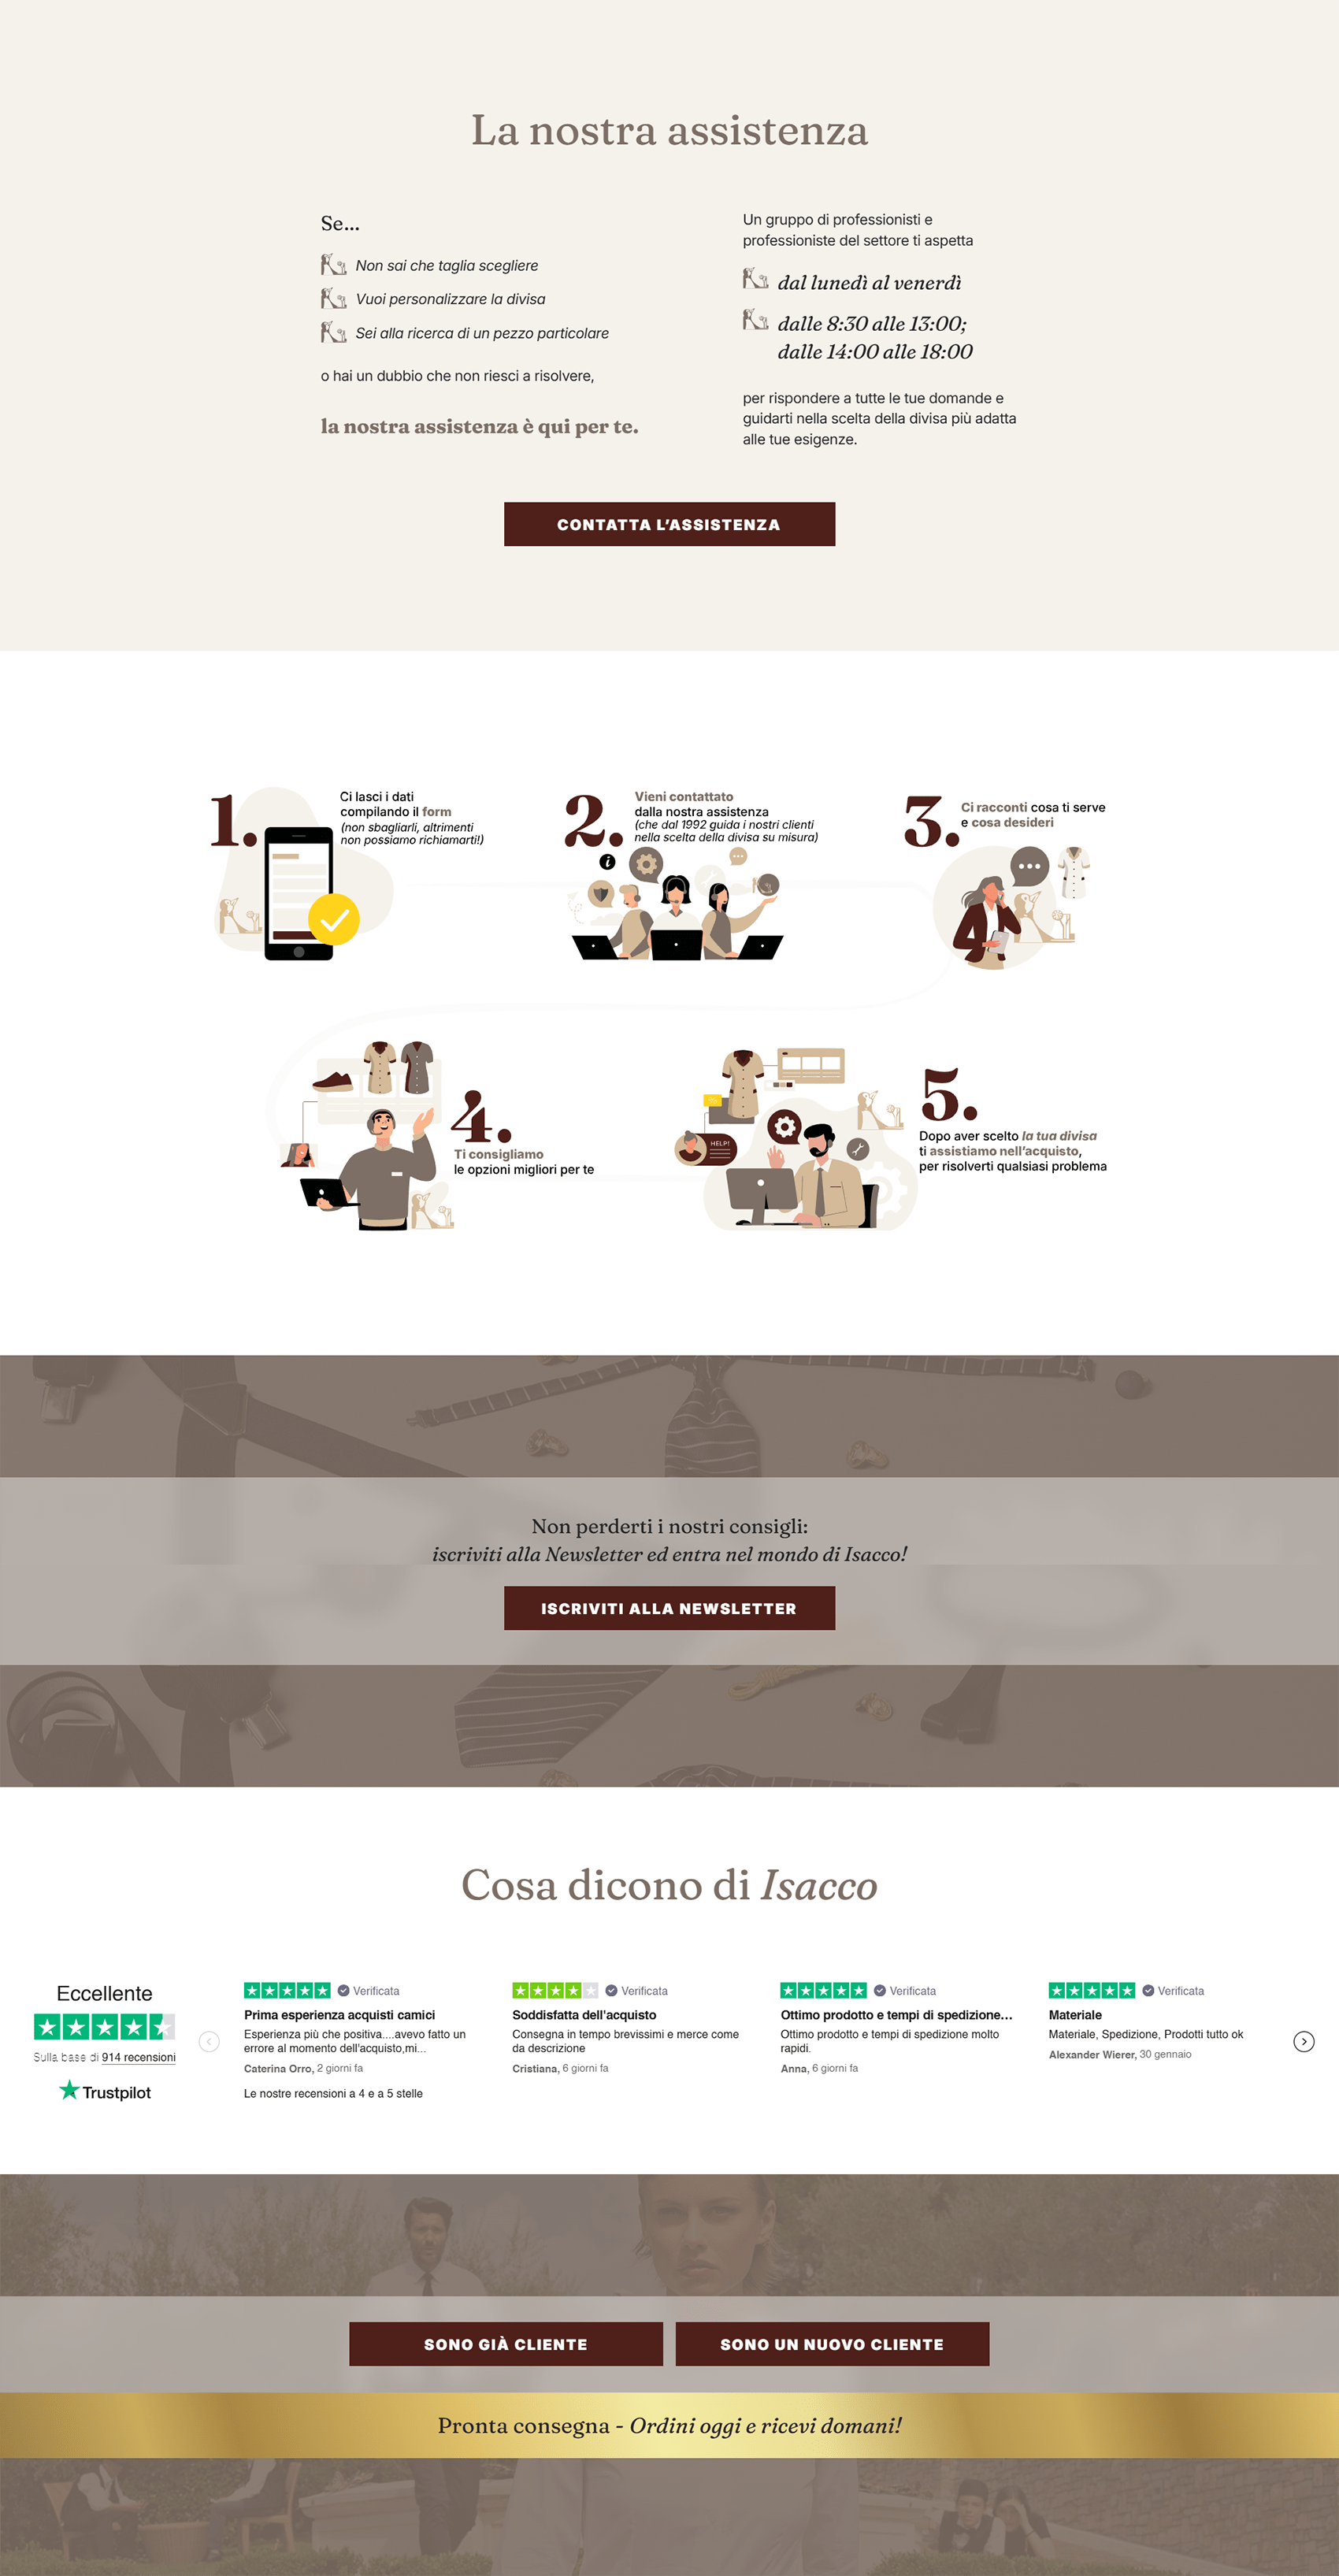 La nostra assistenza
Se...
Non sai che taglia scegliere
Vuoi personalizzare la divisa
Sei alla ricerca di un pezzo particolare
o hai un dubbio che non riesci a risolvere,
la nostra assistenza è qui per te.
Un gruppo di professionisti e
professioniste del settore ti aspetta
dal lunedì al venerdì
dalle 8:30 alle 13:00;
dalle 14:00 alle 18:00
per rispondere a tutte le tue domande e
guidarti nella scelta della divisa più adatta
alle tue esigenze.
CONTATTA L’ASSISTENZA
1.
Ci lasci i dati
compilando il form
(non sbagliarli, altrimenti
non possiamo richiamarti!)
2.
Vieni contattato
dalla nostra assistenza
(che dal 1992 guida i nostri clienti
nella scelta della divisa su misura)
3.
Ci racconti cosa ti serve
e cosa desideri
4.
Ti consigliamo
le opzioni migliori per te
HELP!
5.
Dopo aver scelto la tua divisa
ti assistiamo nell’acquisto,
per risolverti qualsiasi problema
Non perderti i nostri consigli:
iscriviti alla Newsletter ed entra nel mondo di Isacco!
ISCRIVITI ALLA NEWSLETTER
Cosa dicono di Isacco
Eccellente
Sulla base di 914 recensioni
Trustpilot
Verificata
Prima esperienza acquisti camici
Esperienza più che positiva....avevo fatto un
errore al momento dell'acquisto,mi...
Caterina Orro, 2 giorni fa
Le nostre recensioni a 4 e a 5 stelle
Verificata
Soddisfatta dell'acquisto
Consegna in tempo brevissimi e merce come
da descrizione
Cristiana, 6 giorni fa
Verificata
Ottimo prodotto e tempi di spedizione...
Ottimo prodotto e tempi di spedizione molto
rapidi.
Anna, 6 giorni fa
Verificata
Materiale
Materiale, Spedizione, Prodotti tutto ok
Alexander Wierer, 30 gennaio
SONO GIÀ CLIENTE
SONO UN NUOVO CLIENTE
Pronta consegna - Ordini oggi e ricevi domani!